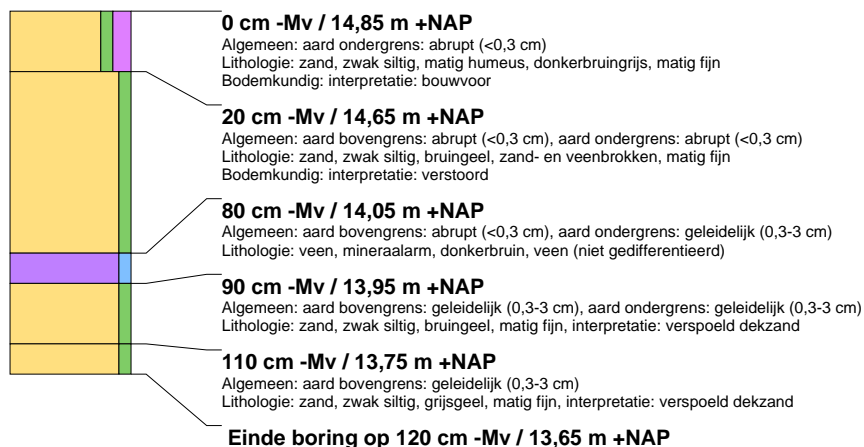 0 cm -Mv / 14,85 m +NAP
Algemeen: aard ondergrens: abrupt (<0,3 cm)
Lithologie: zand, zwak siltig, matig humeus, donkerbruingrijs, matig fijn
Bodemkundig: interpretatie: bouwvoor
20 cm -Mv / 14,65 m +NAP
Algemeen: aard bovengrens: abrupt (<0,3 cm), aard ondergrens: abrupt (<0,3 cm)
Lithologie: zand, zwak siltig, bruingeel, zand- en veenbrokken, matig fijn
Bodemkundig: interpretatie: verstoord
80 cm -Mv / 14,05 m +NAP
Algemeen: aard bovengrens: abrupt (<0,3 cm), aard ondergrens: geleidelijk (0,3-3 cm)
Lithologie: veen, mineraalarm, donkerbruin, veen (niet gedifferentieerd)
90 cm -Mv / 13,95 m +NAP
Algemeen: aard bovengrens: geleidelijk (0,3-3 cm), aard ondergrens: geleidelijk (0,3-3 cm)
Lithologie: zand, zwak siltig, bruingeel, matig fijn, interpretatie: verspoeld dekzand
110 cm -Mv / 13,75 m +NAP
Algemeen: aard bovengrens: geleidelijk (0,3-3 cm)
Lithologie: zand, zwak siltig, grijsgeel, matig fijn, interpretatie: verspoeld dekzand
Einde boring op 120 cm -Mv / 13,65 m +NAP